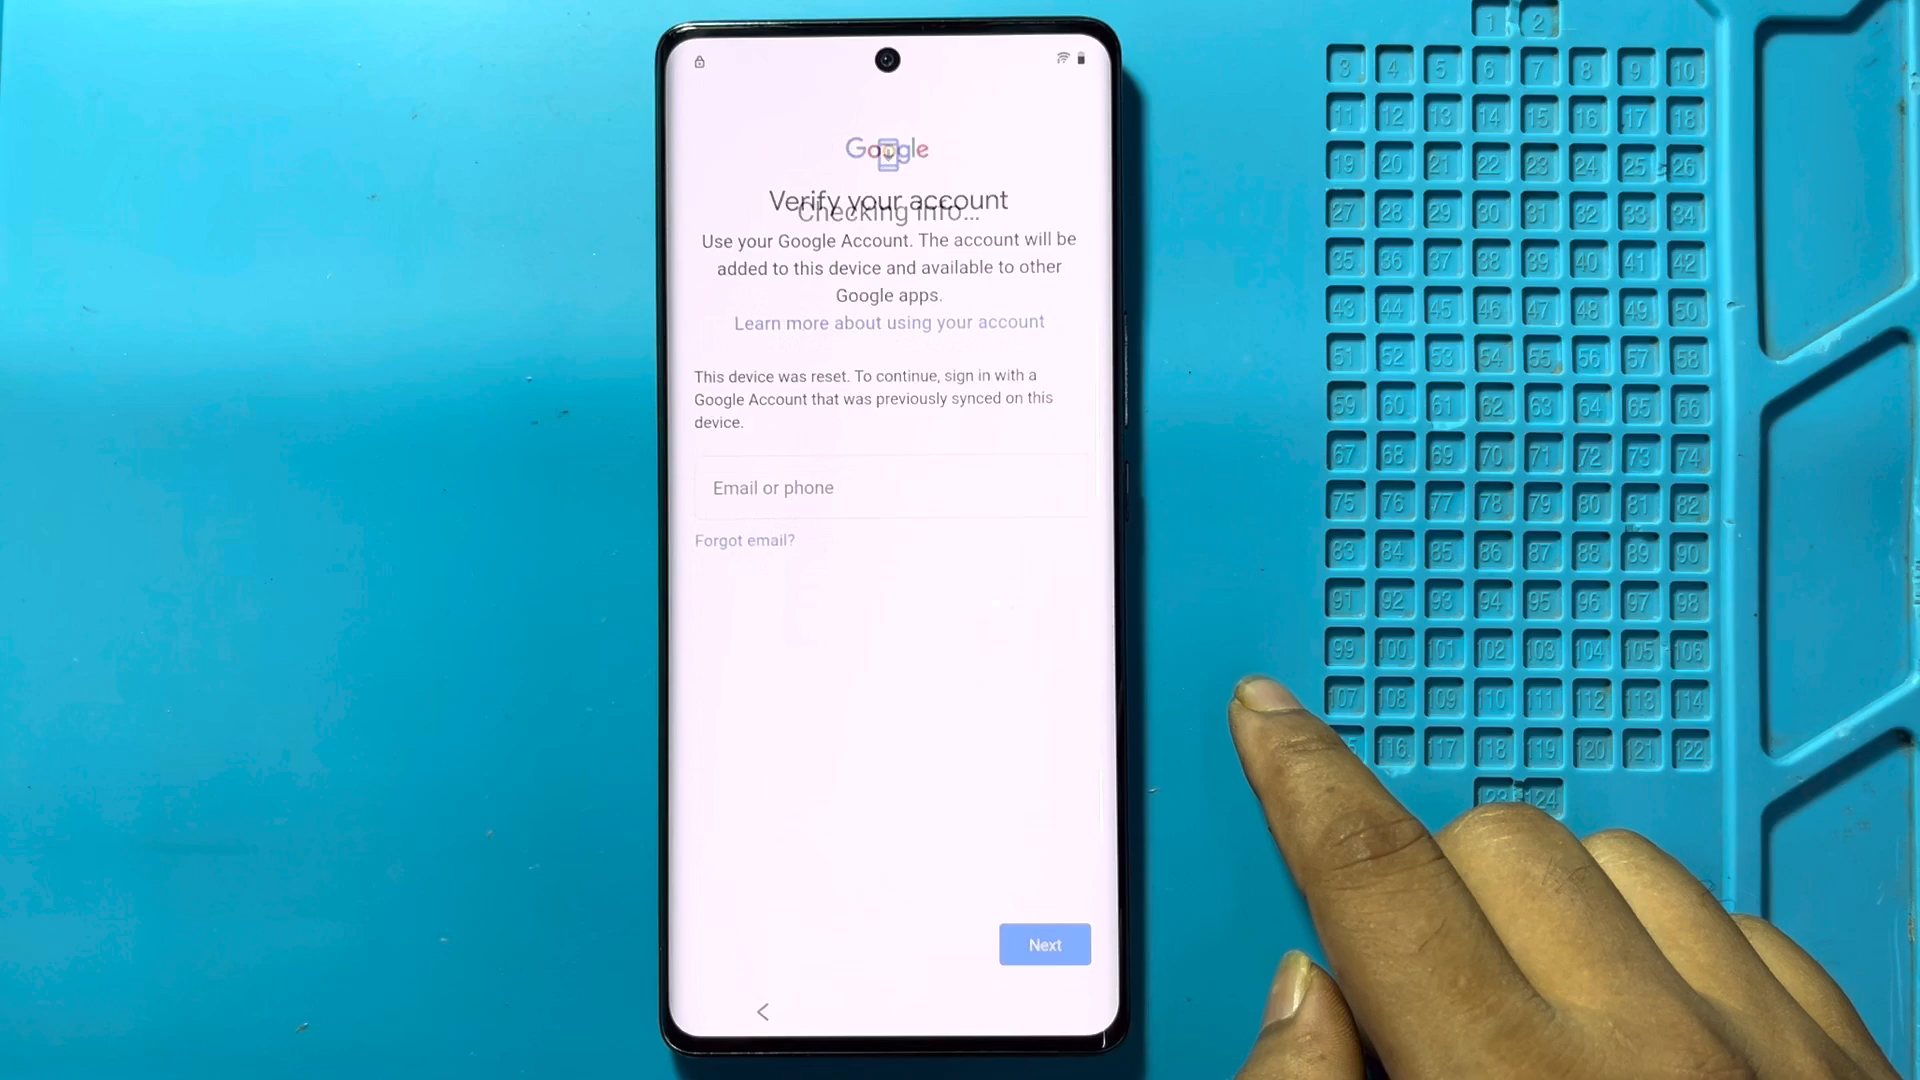 Google
Verify your account
Checking info...
Use your Google Account. The account will be
added to this device and available to other
Google apps.
Learn more about using your account
This device was reset. To continue, sign in with a
Google Account that was previously synced on this
device.
Email or phone
Forgot email?
Next
1 2
3 4 5 6 7 8 9 10
11 12 13 14 15 16 17 18
19 20 21 22 23 24 25 26
27 28 29 30 31 32 33 34
35 36 37 38 39 40 41 42
43 44 45 46 47 48 49 50
51 52 53 54 55 56 57 58
59 60 61 62 63 64 65 66
67 68 69 70 71 72 73 74
75 76 77 78 79 80 81 82
83 84 85 86 87 88 89 90
91 92 93 94 95 96 97 98
99 100 101 102 103 104 105 106
107 108 109 110 111 112 113 114
116 117 118 119 120 121 122
123 124